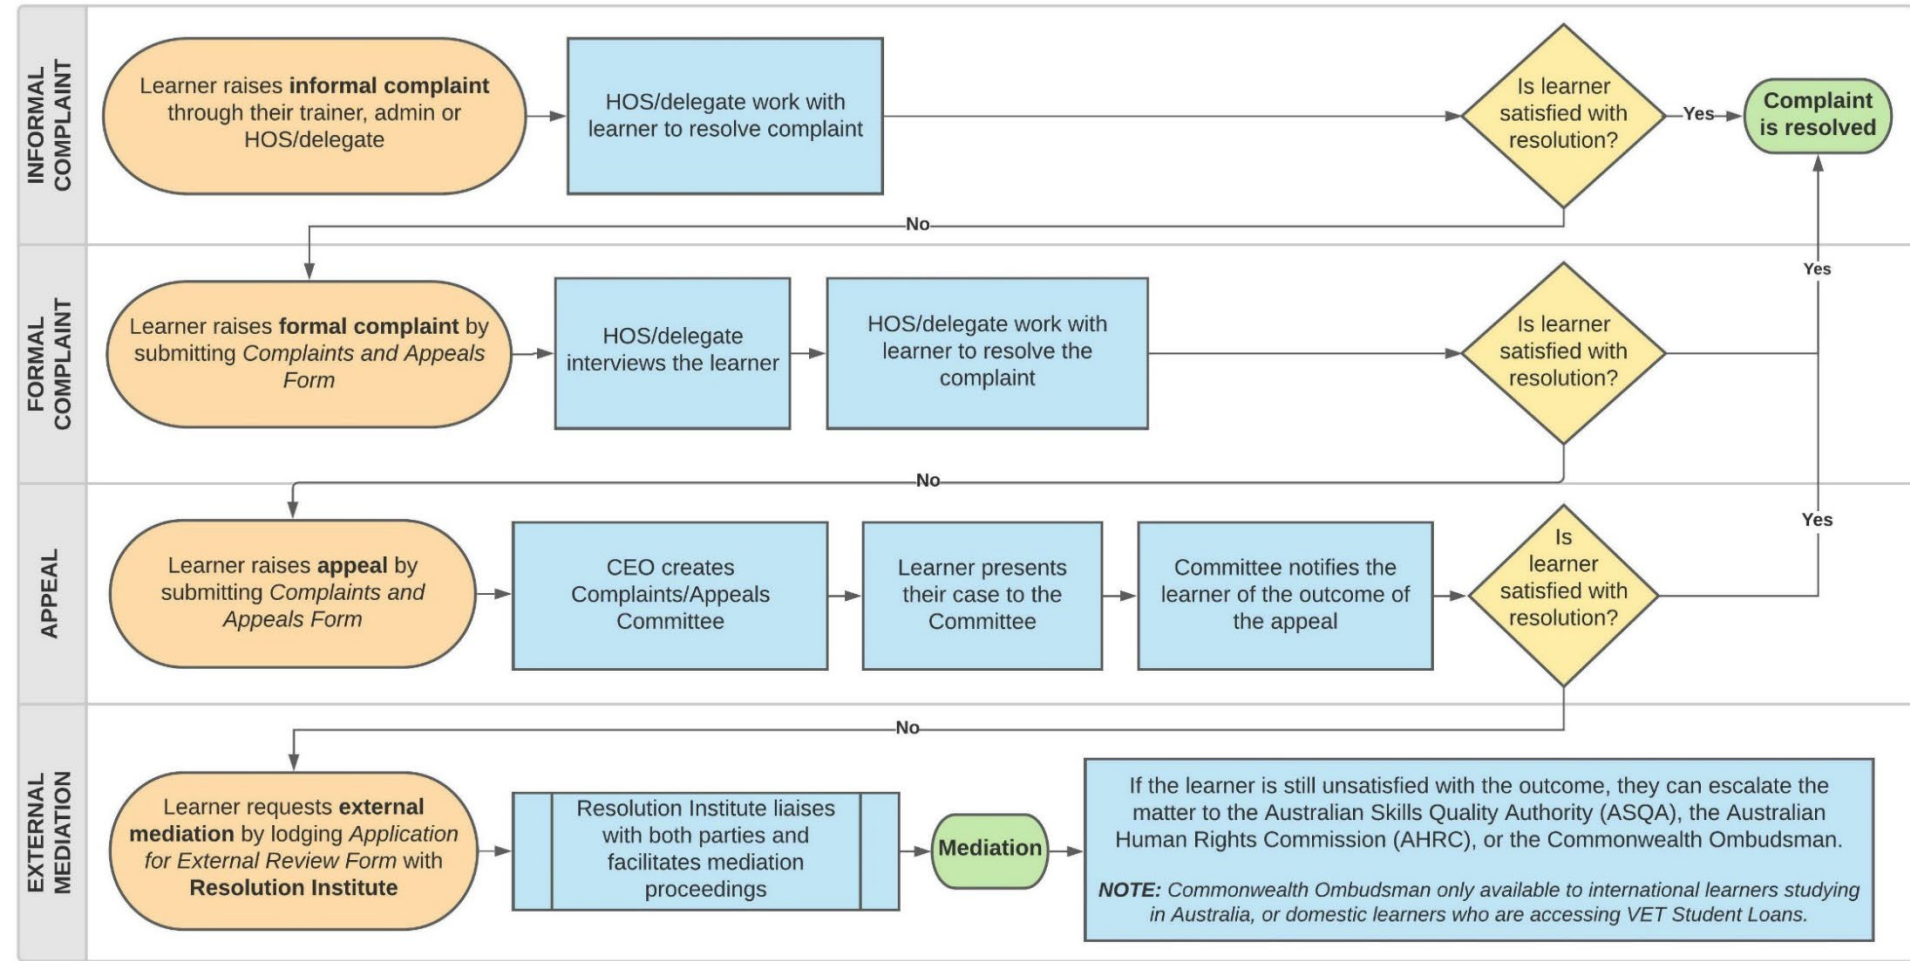 INFORMAL
COMPLAINT
Learner raises informal complaint
through their trainer, admin or
HOS/delegate
HOS/delegate work with
learner to resolve complaint
Is learner
satisfied with
resolution?
Yes
Complaint
is resolved
No
FORMAL
COMPLAINT
Learner raises formal complaint by
submitting Complaints and Appeals
Form
HOS/delegate
interviews the learner
HOS/delegate work with
learner to resolve the
complaint
Is learner
satisfied with
resolution?
Yes
No
APPEAL
Learner raises appeal by
submitting Complaints and
Appeals Form
CEO creates
Complaints/Appeals
Committee
Learner presents
their case to the
Committee
Committee notifies the
learner of the outcome of
the appeal
Is
learner
satisfied with
resolution?
Yes
No
EXTERNAL
MEDIATION
Learner requests external
mediation by lodging Application
for External Review Form with
Resolution Institute
Resolution Institute liaises
with both parties and
facilitates mediation
proceedings
Mediation
If the learner is still unsatisfied with the outcome, they can escalate the
matter to the Australian Skills Quality Authority (ASQA), the Australian
Human Rights Commission (AHRC), or the Commonwealth Ombudsman.
NOTE: Commonwealth Ombudsman only available to international learners studying
in Australia, or domestic learners who are accessing VET Student Loans.